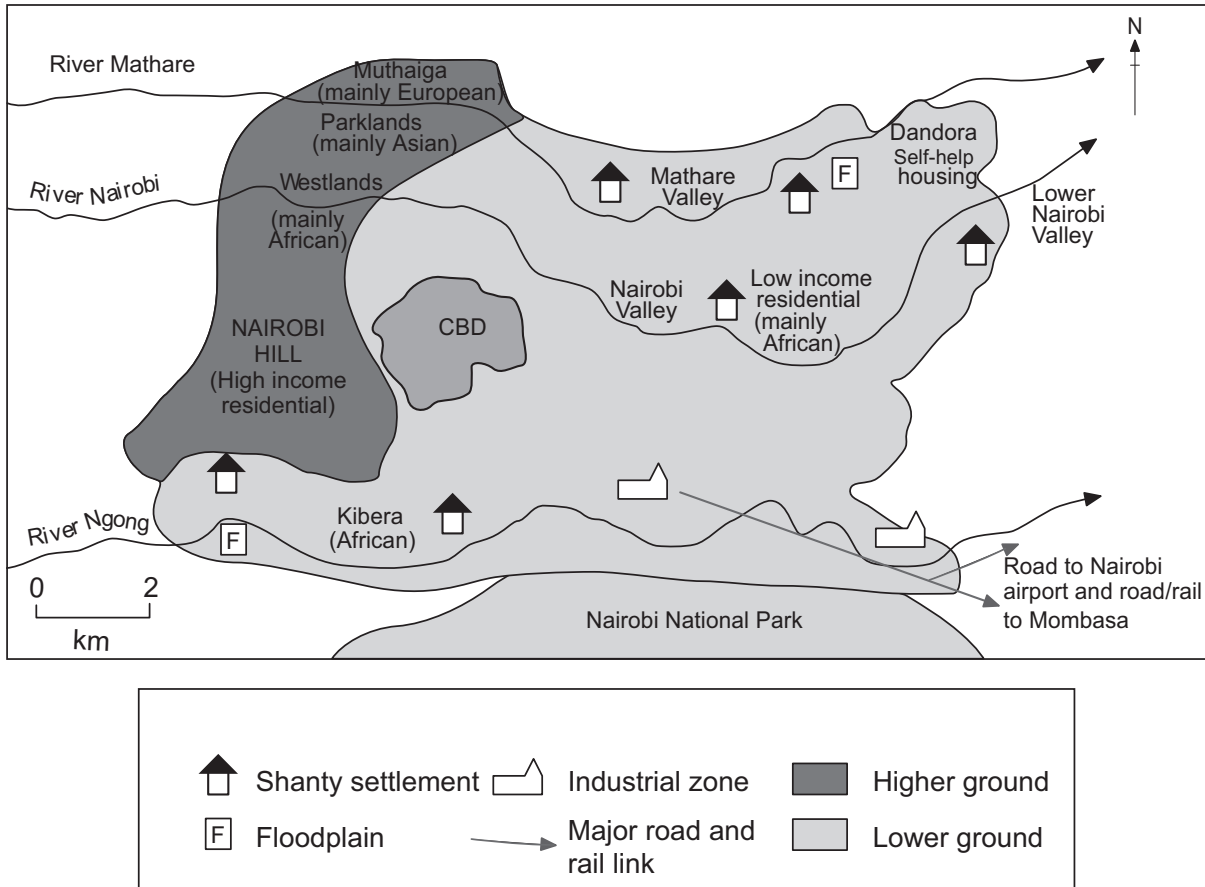 N
River Mathare
Muthaiga
(mainly European)
Parklands
(mainly Asian)
Dandora
Self-help
housing
River Nairobi
Westlands
(mainly
African)
Mathare
Valley
F
Lower
Nairobi
Valley
Nairobi
Valley
Low income
residential
(mainly
African)
CBD
NAIROBI
HILL
(High income
residential)
River Ngong
F
Kibera
(African)
0 2
km
Road to Nairobi
airport and road/rail
to Mombasa
Nairobi National Park
Shanty settlement
Industrial zone
Higher ground
F
Floodplain
Major road and
rail link
Lower ground